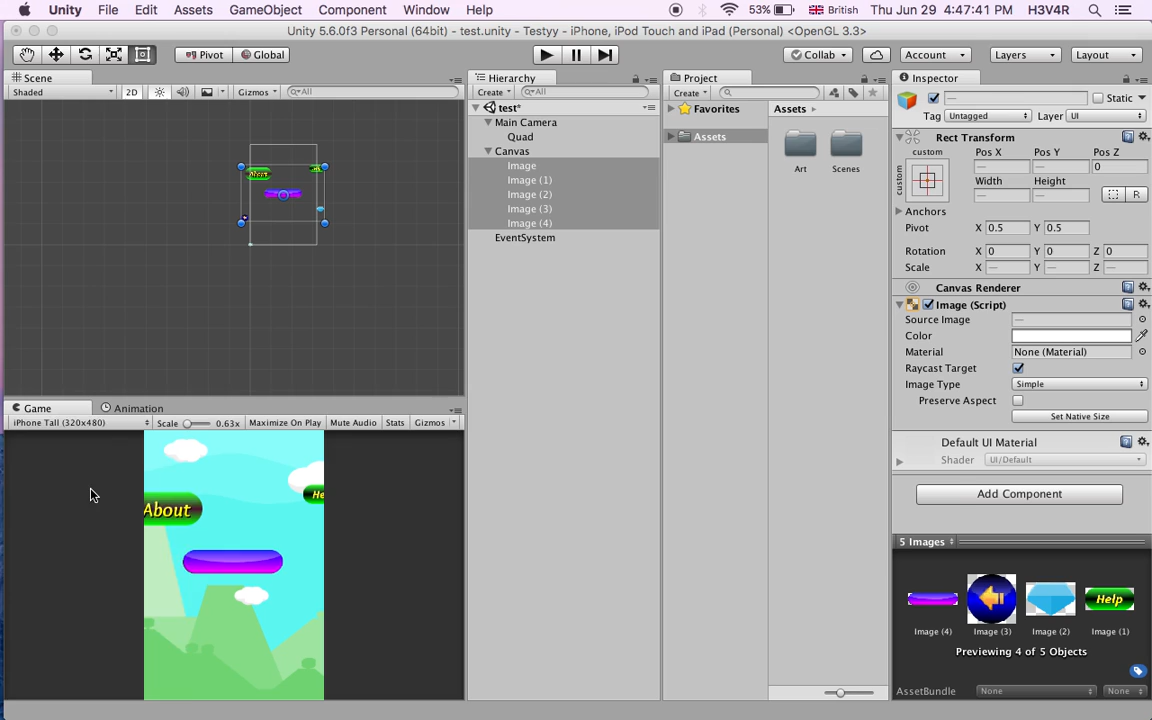 Unity File Edit Assets GameObject Component Window Help 53% British Thu Jun 29 4:47:41 PM H3V4R
Unity 5.6.0f3 Personal (64bit) - test.unity - Testyy - iPhone, iPod Touch and iPad (Personal) <OpenGL 3.3>
Pivot Global Collab Account Layers Layout
Scene
Shaded 2D Gizmos All
About
Hierarchy
Create All
test*
Main Camera
Quad
Canvas
Image
Image (1)
Image (2)
Image (3)
Image (4)
EventSystem
Project
Create
Favorites
Assets
Assets
Art Scenes
Inspector
— Static
Tag Untagged Layer UI
Rect Transform
custom Pos X Pos Y Pos Z
custom — — 0
Width Height
— — R
Anchors
Pivot X 0.5 Y 0.5
Rotation X 0 Y 0 Z 0
Scale X — Y — Z —
Canvas Renderer
Image (Script)
Source Image —
Color
Material None (Material)
Raycast Target
Image Type Simple
Preserve Aspect
Set Native Size
Default UI Material
Shader UI/Default
Add Component
5 Images
Help
Image (4) Image (3) Image (2) Image (1)
Previewing 4 of 5 Objects
AssetBundle None None
Game Animation
iPhone Tall (320x480) Scale 0.63x Maximize On Play Mute Audio Stats Gizmos
He
About